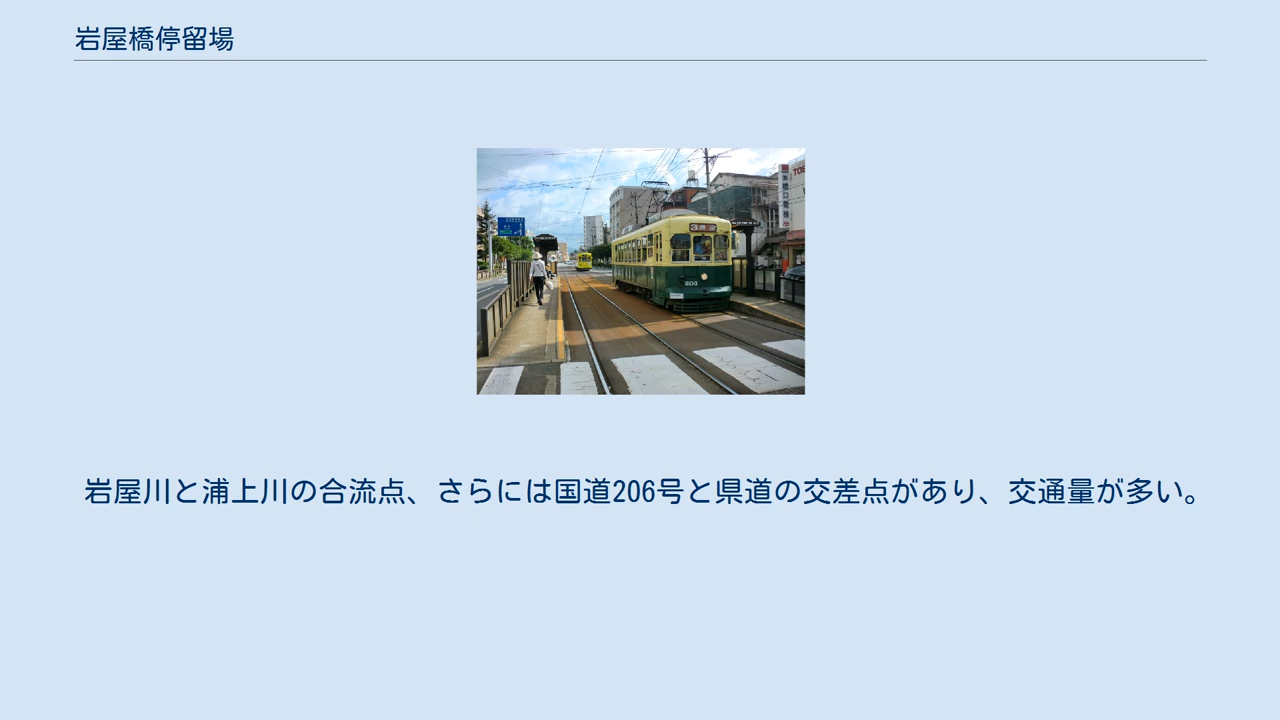 岩屋橋停留場
3
203
岩屋川と浦上川の合流点、さらには国道206号と県道の交差点があり、交通量が多い。